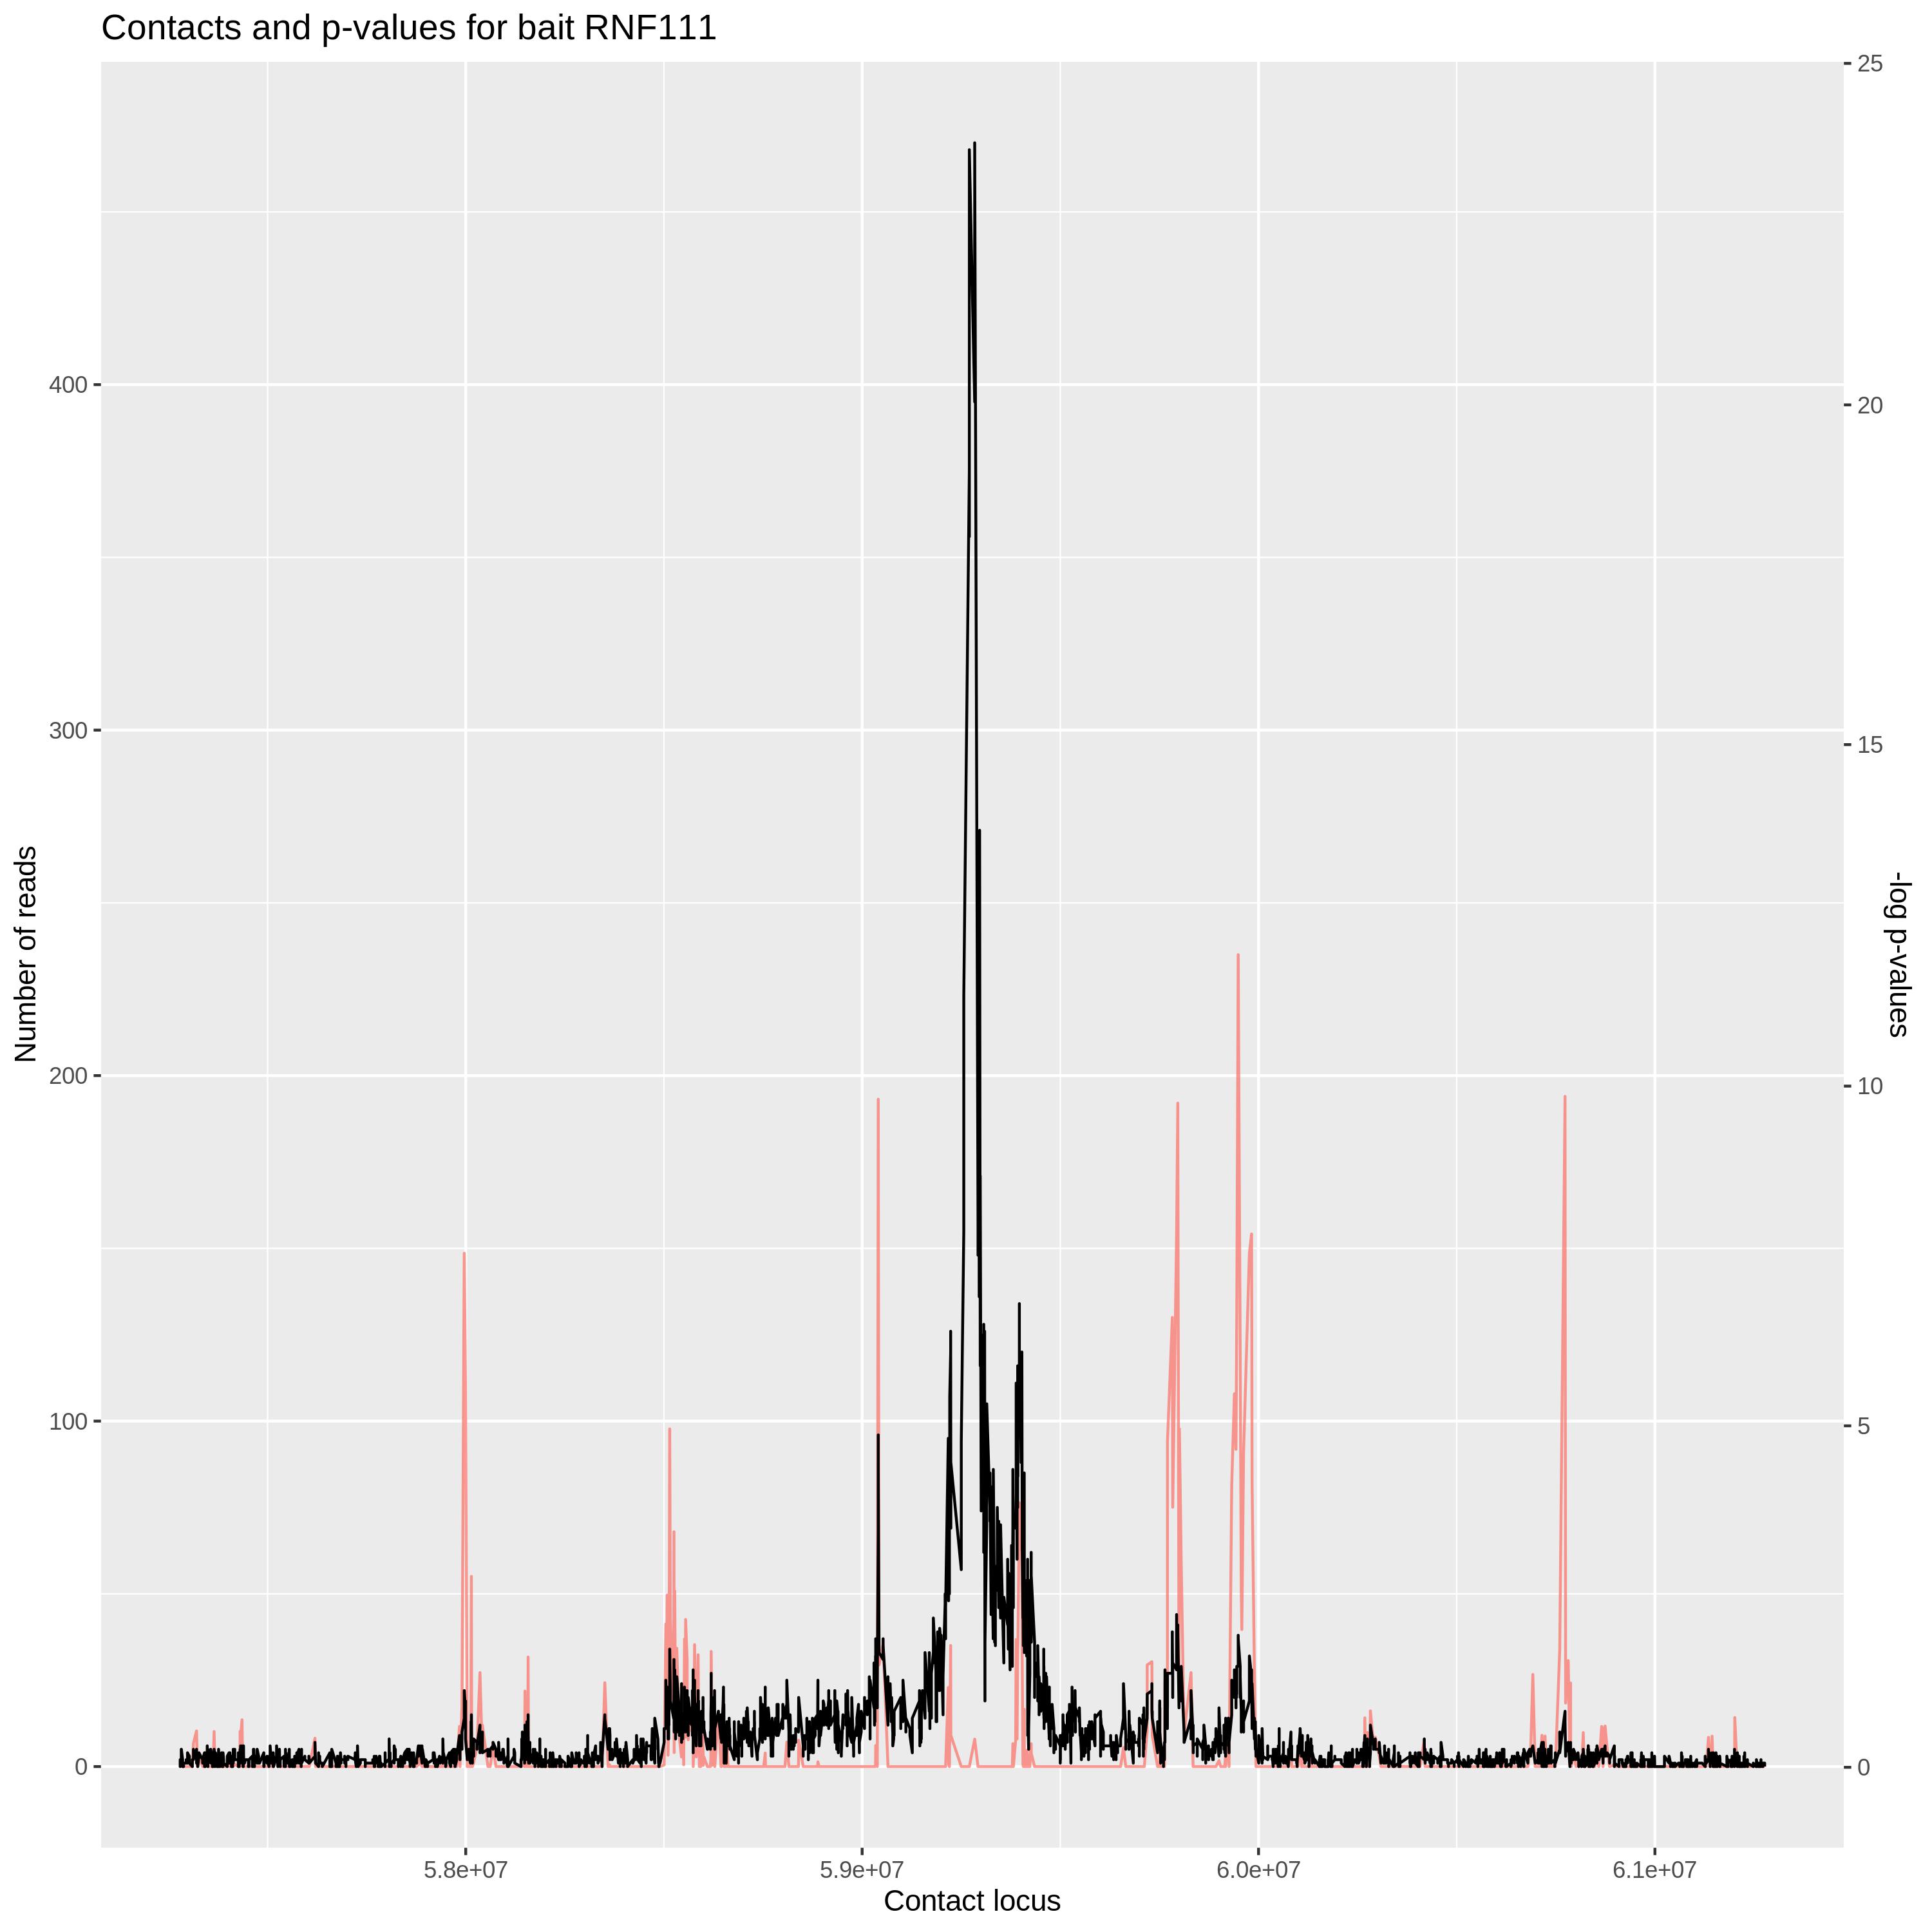 Contacts and p-values for bait RNF111
25
400
20
300
15
Number of reads
-log p-values
200
10
100
5
0
0
5.8e+07
5.9e+07
6.0e+07
6.1e+07
Contact locus